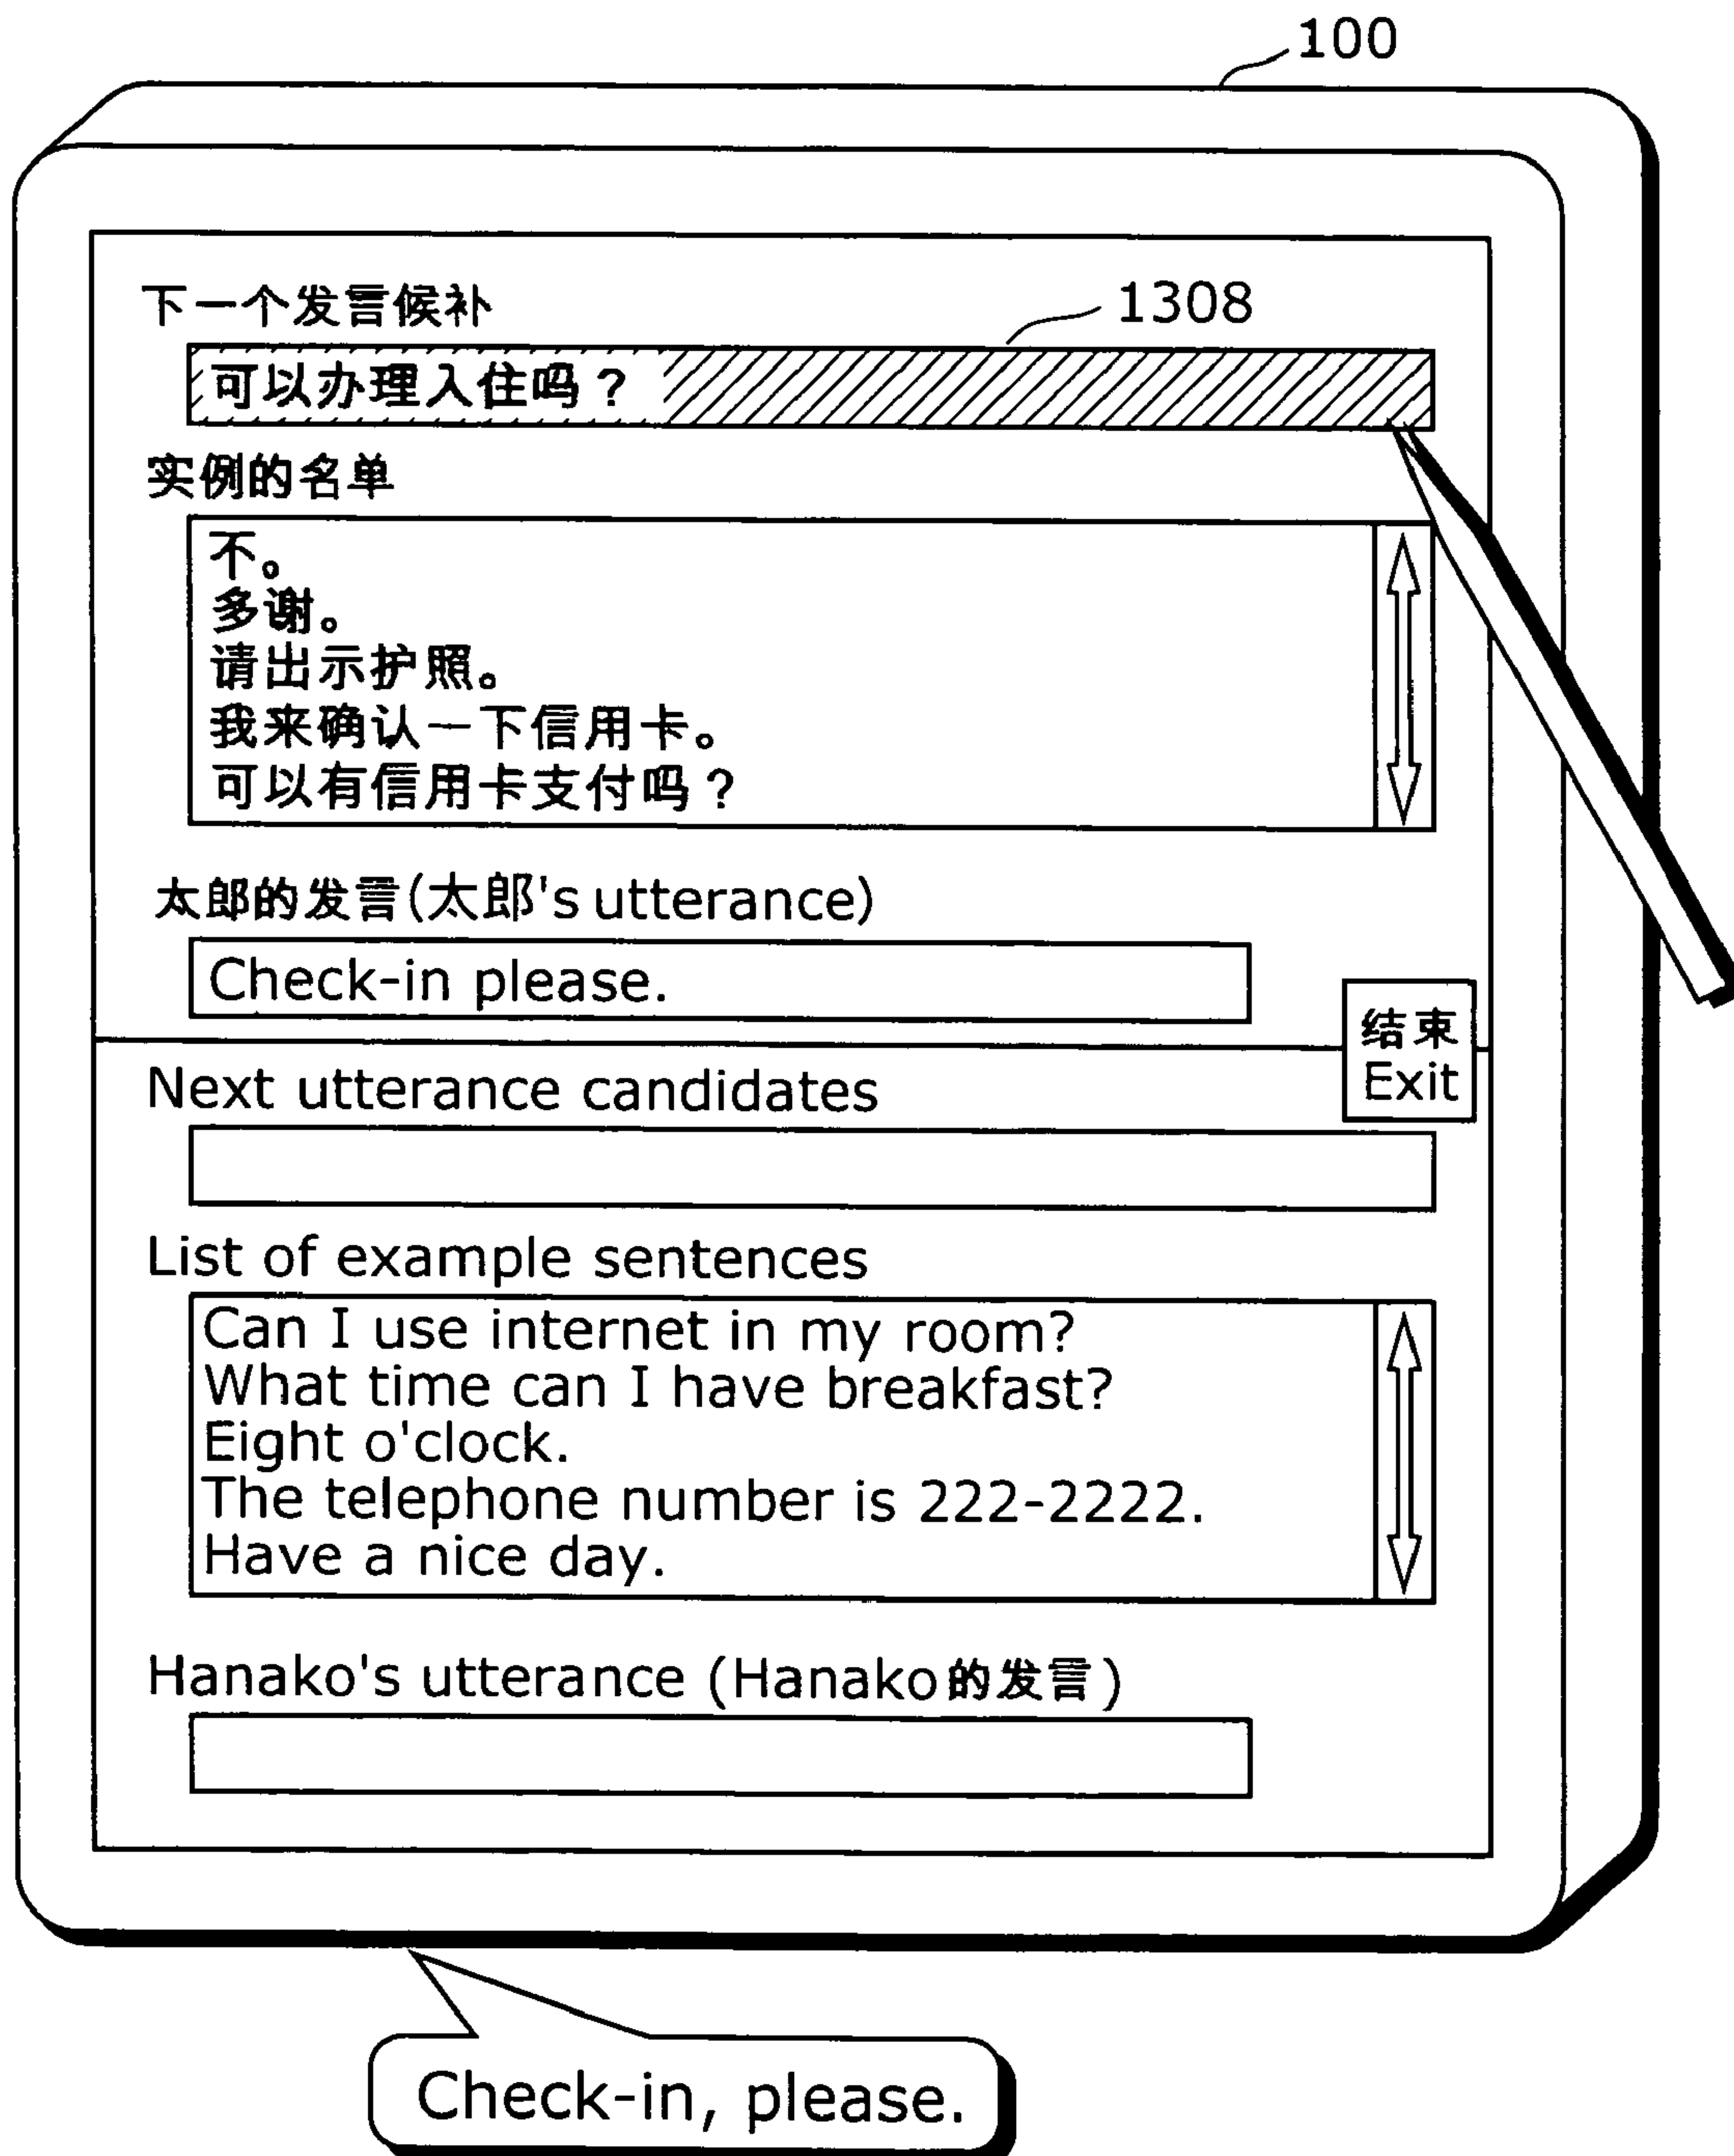 100
下一个发言候补
1308
可以办理入住吗?
实例的名单
不。
多谢。
请出示护照。
我来确认一下信用卡。
可以有信用卡支付吗?
太郎的发言(太郎's utterance)
Check-in please.
结束
Exit
Next utterance candidates
List of example sentences
Can I use internet in my room?
What time can I have breakfast?
Eight o'clock.
The telephone number is 222-2222.
Have a nice day.
Hanako's utterance (Hanako的发言)
Check-in, please.